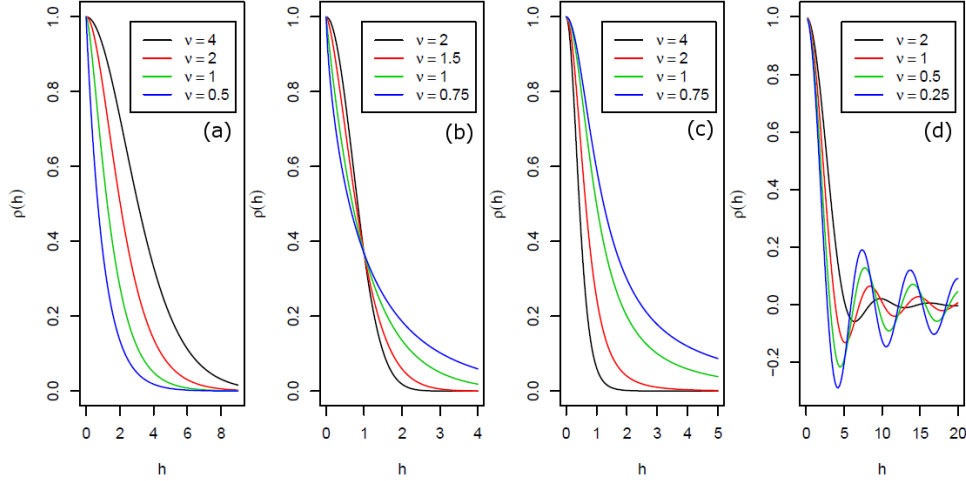 ρ(h)
1.0
0.8
0.6
0.4
0.2
0.0
ν = 4
ν = 2
ν = 1
ν = 0.5
(a)
0 2 4 6 8
h
ρ(h)
1.0
0.8
0.6
0.4
0.2
0.0
ν = 2
ν = 1.5
ν = 1
ν = 0.75
(b)
0 1 2 3 4
h
ρ(h)
1.0
0.8
0.6
0.4
0.2
0.0
ν = 4
ν = 2
ν = 1
ν = 0.75
(c)
0 1 2 3 4 5
h
ρ(h)
1.0
0.8
0.6
0.4
0.2
0.0
-0.2
ν = 2
ν = 1
ν = 0.5
ν = 0.25
(d)
0 5 10 15 20
h